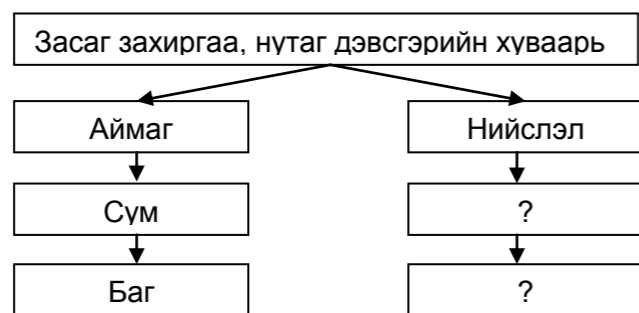 Засаг захиргаа, нутаг дэвсгэрийн хуваарь
Аймаг
Нийслэл
Сум
?
Баг
?